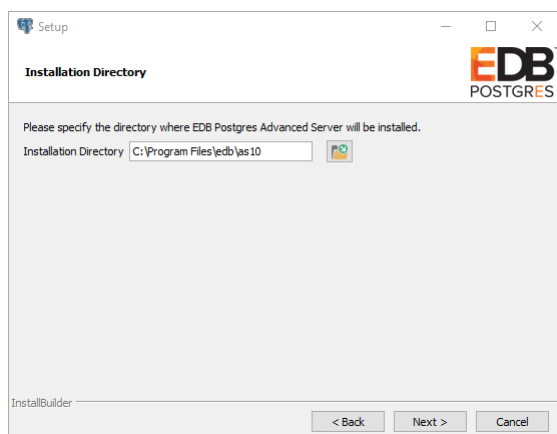 Setup
Installation Directory
EDB
POSTGRES
Please specify the directory where EDB Postgres Advanced Server will be installed.
Installation Directory C:\Program Files\edb\as10
InstallBuilder
< Back Next > Cancel